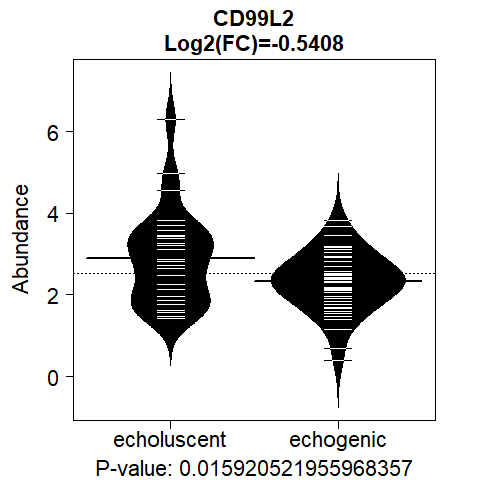 CD99L2
Log2(FC)=-0.5408
Abundance
6
4
2
0
echoluscent echogenic
P-value: 0.015920521955968357